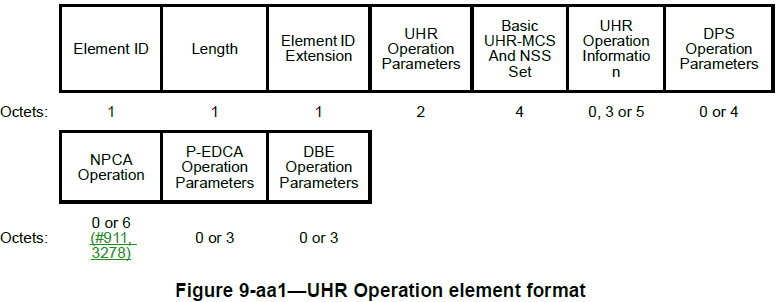 Element ID
Length
Element ID
Extension
UHR
Operation
Parameters
Basic
UHR-MCS
And NSS
Set
UHR
Operation
Informatio
n
DPS
Operation
Parameters
Octets: 1 1 1 2 4 0, 3 or 5 0 or 4
NPCA
Operation
P-EDCA
Operation
Parameters
DBE
Operation
Parameters
Octets: 0 or 6
(#911,
3278)
0 or 3 0 or 3
Figure 9-aa1—UHR Operation element format